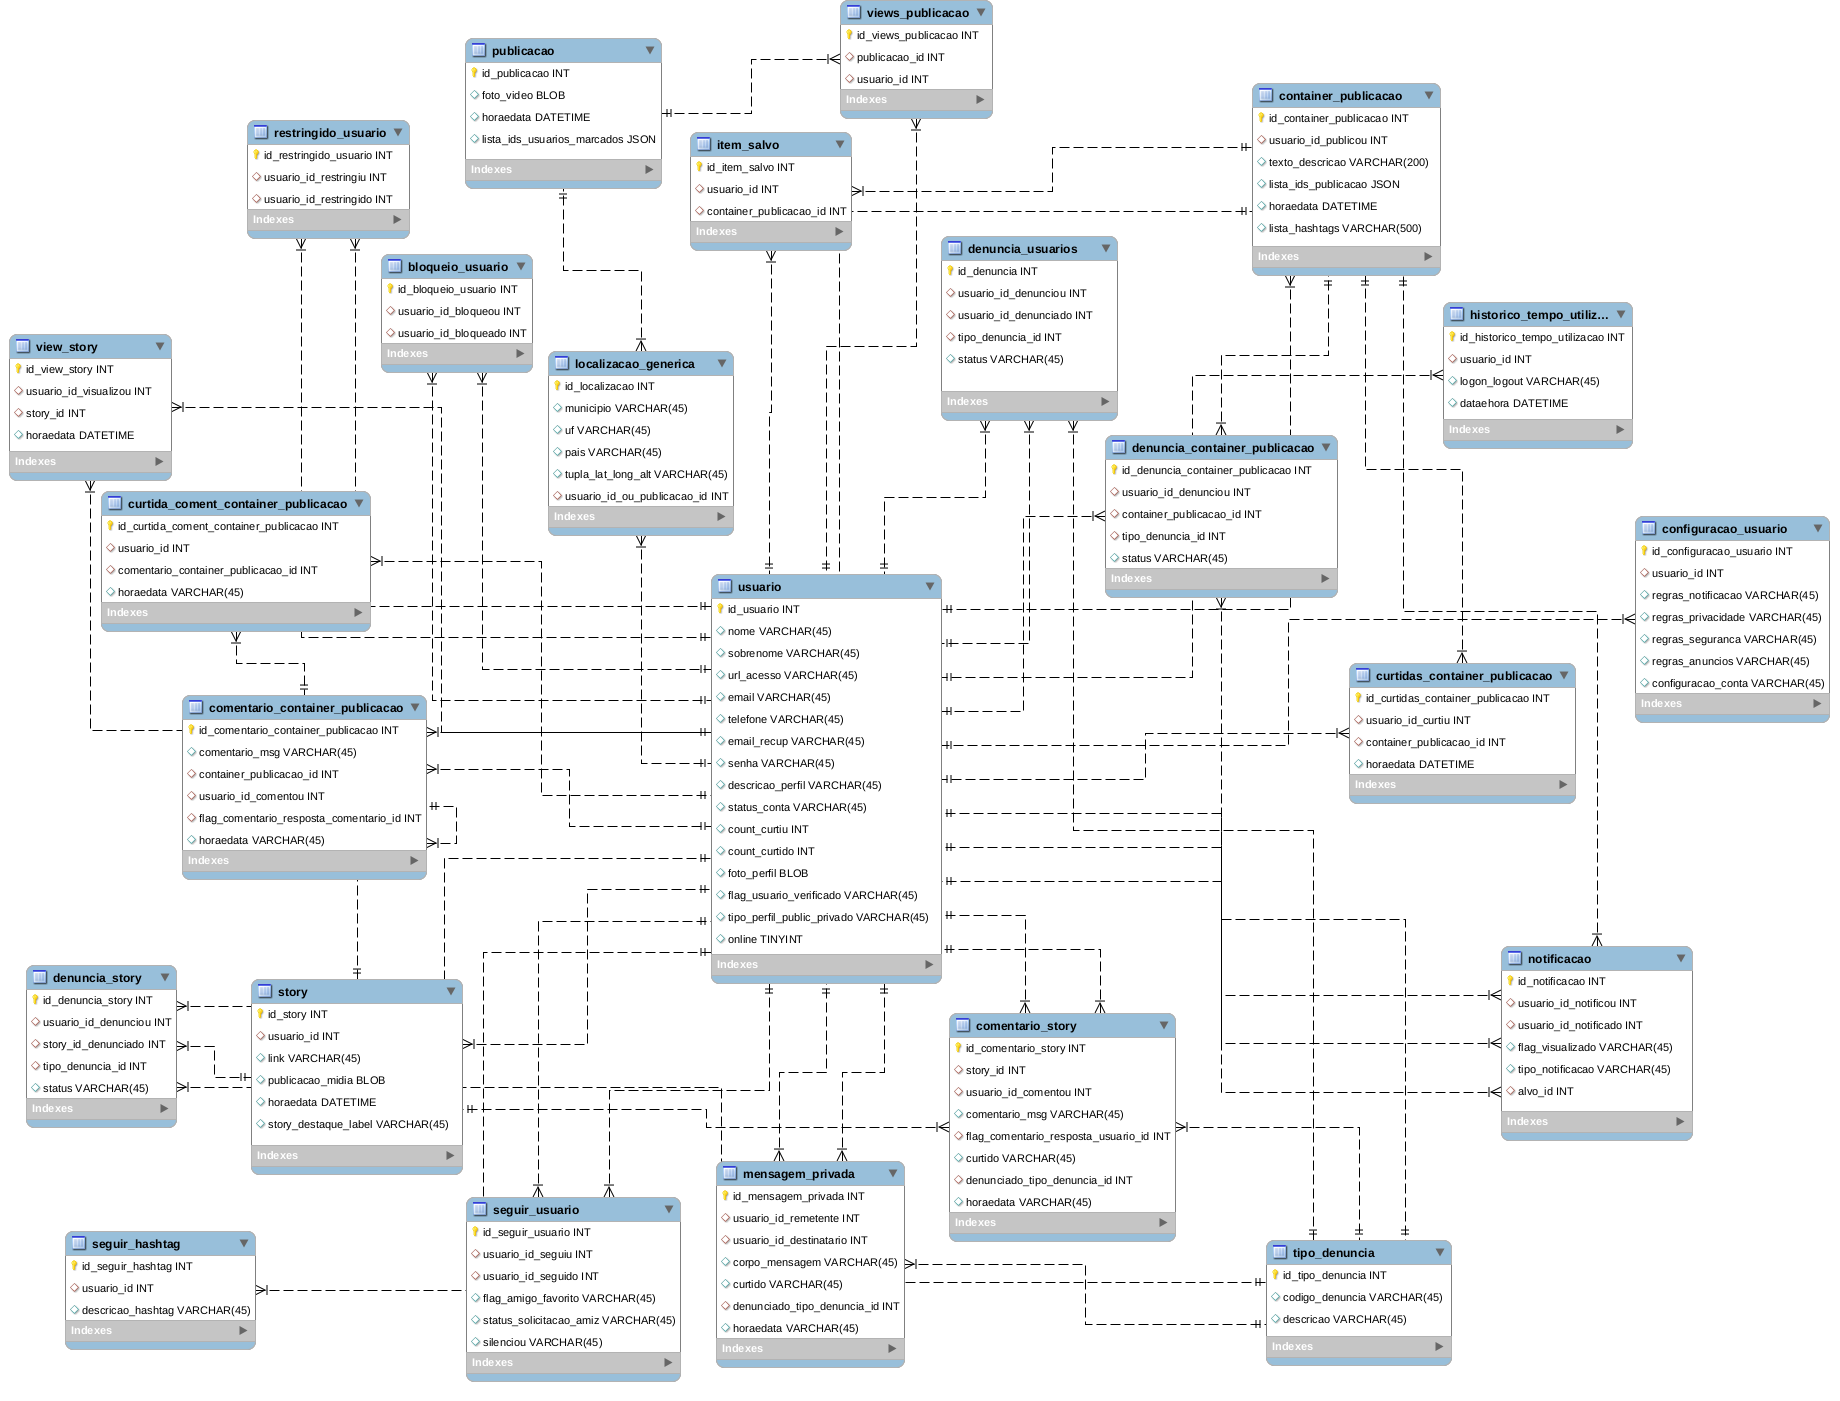 views_publicacao
id_views_publicacao INT
publicacao_id INT
usuario_id INT
Indexes
publicacao
id_publicacao INT
foto_video BLOB
horaedata DATETIME
lista_ids_usuarios_marcados JSON
Indexes
container_publicacao
id_container_publicacao INT
usuario_id_publicou INT
texto_descricao VARCHAR(200)
lista_ids_publicacao JSON
horaedata DATETIME
lista_hashtags VARCHAR(500)
Indexes
restringido_usuario
id_restringido_usuario INT
usuario_id_restringiu INT
usuario_id_restringido INT
Indexes
item_salvo
id_item_salvo INT
usuario_id INT
container_publicacao_id INT
Indexes
denuncia_usuarios
id_denuncia INT
usuario_id_denunciou INT
usuario_id_denunciado INT
tipo_denuncia_id INT
status VARCHAR(45)
Indexes
bloqueio_usuario
id_bloqueio_usuario INT
usuario_id_bloqueou INT
usuario_id_bloqueado INT
Indexes
historico_tempo_utiliz...
id_historico_tempo_utilizacao INT
usuario_id INT
logon_logout VARCHAR(45)
dataehora DATETIME
Indexes
view_story
id_view_story INT
usuario_id_visualizou INT
story_id INT
horaedata DATETIME
Indexes
localizacao_generica
id_localizacao INT
municipio VARCHAR(45)
uf VARCHAR(45)
pais VARCHAR(45)
tupla_lat_long_alt VARCHAR(45)
usuario_id_ou_publicacao_id INT
Indexes
denuncia_container_publicacao
id_denuncia_container_publicacao INT
usuario_id_denunciou INT
container_publicacao_id INT
tipo_denuncia_id INT
status VARCHAR(45)
Indexes
curtida_coment_container_publicacao
id_curtida_coment_container_publicacao INT
usuario_id INT
comentario_container_publicacao_id INT
horaedata VARCHAR(45)
Indexes
configuracao_usuario
id_configuracao_usuario INT
usuario_id INT
regras_notificacao VARCHAR(45)
regras_privacidade VARCHAR(45)
regras_seguranca VARCHAR(45)
regras_anuncios VARCHAR(45)
configuracao_conta VARCHAR(45)
Indexes
usuario
id_usuario INT
nome VARCHAR(45)
sobrenome VARCHAR(45)
url_acesso VARCHAR(45)
email VARCHAR(45)
telefone VARCHAR(45)
email_recup VARCHAR(45)
senha VARCHAR(45)
descricao_perfil VARCHAR(45)
status_conta VARCHAR(45)
count_curtiu INT
count_curtido INT
foto_perfil BLOB
flag_usuario_verificado VARCHAR(45)
tipo_perfil_public_privado VARCHAR(45)
online TINYINT
Indexes
curtidas_container_publicacao
id_curtidas_container_publicacao INT
usuario_id_curtiu INT
container_publicacao_id INT
horaedata DATETIME
Indexes
comentario_container_publicacao
id_comentario_container_publicacao INT
comentario_msg VARCHAR(45)
container_publicacao_id INT
usuario_id_comentou INT
flag_comentario_resposta_comentario_id INT
horaedata VARCHAR(45)
Indexes
notificacao
id_notificacao INT
usuario_id_notificou INT
usuario_id_notificado INT
flag_visualizado VARCHAR(45)
tipo_notificacao VARCHAR(45)
alvo_id INT
Indexes
denuncia_story
id_denuncia_story INT
usuario_id_denunciou INT
story_id_denunciado INT
tipo_denuncia_id INT
status VARCHAR(45)
Indexes
story
id_story INT
usuario_id INT
link VARCHAR(45)
publicacao_midia BLOB
horaedata DATETIME
story_destaque_label VARCHAR(45)
Indexes
comentario_story
id_comentario_story INT
story_id INT
usuario_id_comentou INT
comentario_msg VARCHAR(45)
flag_comentario_resposta_usuario_id INT
curtido VARCHAR(45)
denunciado_tipo_denuncia_id INT
horaedata VARCHAR(45)
Indexes
mensagem_privada
id_mensagem_privada INT
usuario_id_remetente INT
usuario_id_destinatario INT
corpo_mensagem VARCHAR(45)
curtido VARCHAR(45)
denunciado_tipo_denuncia_id INT
horaedata VARCHAR(45)
Indexes
seguir_usuario
id_seguir_usuario INT
usuario_id_seguiu INT
usuario_id_seguido INT
flag_amigo_favorito VARCHAR(45)
status_solicitacao_amiz VARCHAR(45)
silenciou VARCHAR(45)
Indexes
seguir_hashtag
id_seguir_hashtag INT
usuario_id INT
descricao_hashtag VARCHAR(45)
Indexes
tipo_denuncia
id_tipo_denuncia INT
codigo_denuncia VARCHAR(45)
descricao VARCHAR(45)
Indexes